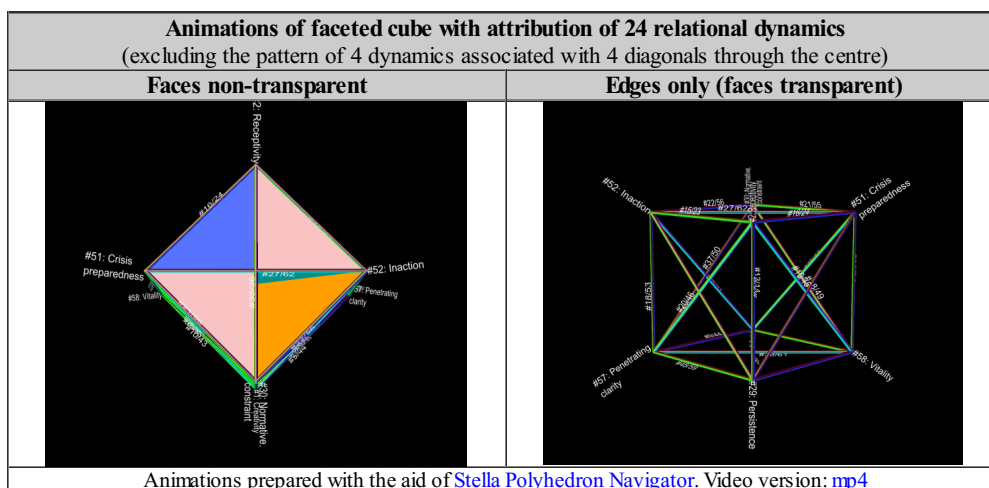 Animations of faceted cube with attribution of 24 relational dynamics
(excluding the pattern of 4 dynamics associated with 4 diagonals through the centre)
Faces non-transparent
Edges only (faces transparent)
2: Receptivity
#16/24
#51: Crisis
preparedness
#27/62
#52: Inaction
#58: Vitality
#57: Penetrating
clarity
#10/43
#30: Normative.
constraint
#52: Inaction
#22/56
#21/55
#51: Crisis
preparedness
#15/23
#27/62
#16/24
#37/50
#18/53
#57: Penetrating
clarity
#58: Vitality
#29: Persistence
Animations prepared with the aid of Stella Polyhedron Navigator. Video version: mp4